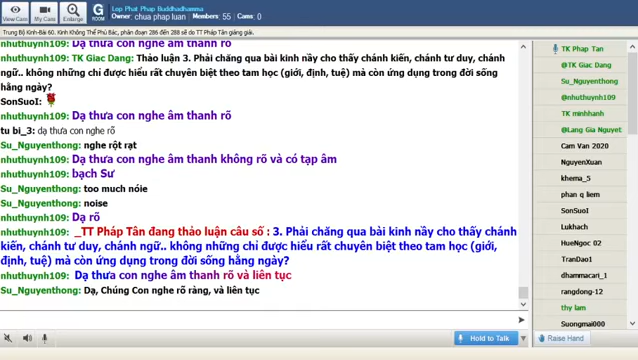 View Cam
My Cam
Enlarge
G
ROOM
Lop Phat Phap Buddhadhamma
Owner: chua phap luan / Members: 55 / Cams: 0
Trung Bộ Kinh-Bài 60. Kinh Không Thể Phủ Bác, phân đoạn 286 đến 288 sẽ do TT Pháp Tân giảng giải.
nhuthuynh109: Dạ thưa con nghe âm thanh rõ
nhuthuynh109: TK Giac Dang: Thảo luận 3. Phải chăng qua bài kinh nầy cho thấy chánh kiến, chánh tư duy, chánh
ngữ.. không những chỉ được hiểu rất chuyên biệt theo tam học (giới, định, tuệ) mà còn ứng dụng trong đời sống
hằng ngày?
SonSuoI:
nhuthuynh109: Dạ thưa con nghe âm thanh rõ
tu bi_3: dạ thưa con nghe rõ
Su_Nguyenthong: nghe rột rạt
nhuthuynh109: Dạ thưa con nghe âm thanh không rõ và có tạp âm
nhuthuynh109: bạch Sư
Su_Nguyenthong: too much nóie
Su_Nguyenthong: noise
nhuthuynh109: Dạ rõ
nhuthuynh109: _TT Pháp Tân đang thảo luận câu số : 3. Phải chăng qua bài kinh nầy cho thấy chánh
kiến, chánh tư duy, chánh ngữ.. không những chỉ được hiểu rất chuyên biệt theo tam học (giới,
định, tuệ) mà còn ứng dụng trong đời sống hằng ngày?
nhuthuynh109: Dạ thưa con nghe âm thanh rõ và liên tục
Su_Nguyenthong: Dạ, Chúng Con nghe rõ ràng, và liên tục
Hold to Talk
TK Phap Tan
@TK Giac Dang
Su_Nguyenthong
@nhuthuynh109
TK minhhanh
@Lang Gia Nguyet
Cam Van 2020
NguyenXuan
khema_5
phan q liem
SonSuoI
Lukhach
HueNgoc 02
TranDao1
dhammacari_1
rangdong-12
thy lam
Suongmai000
Raise Hand